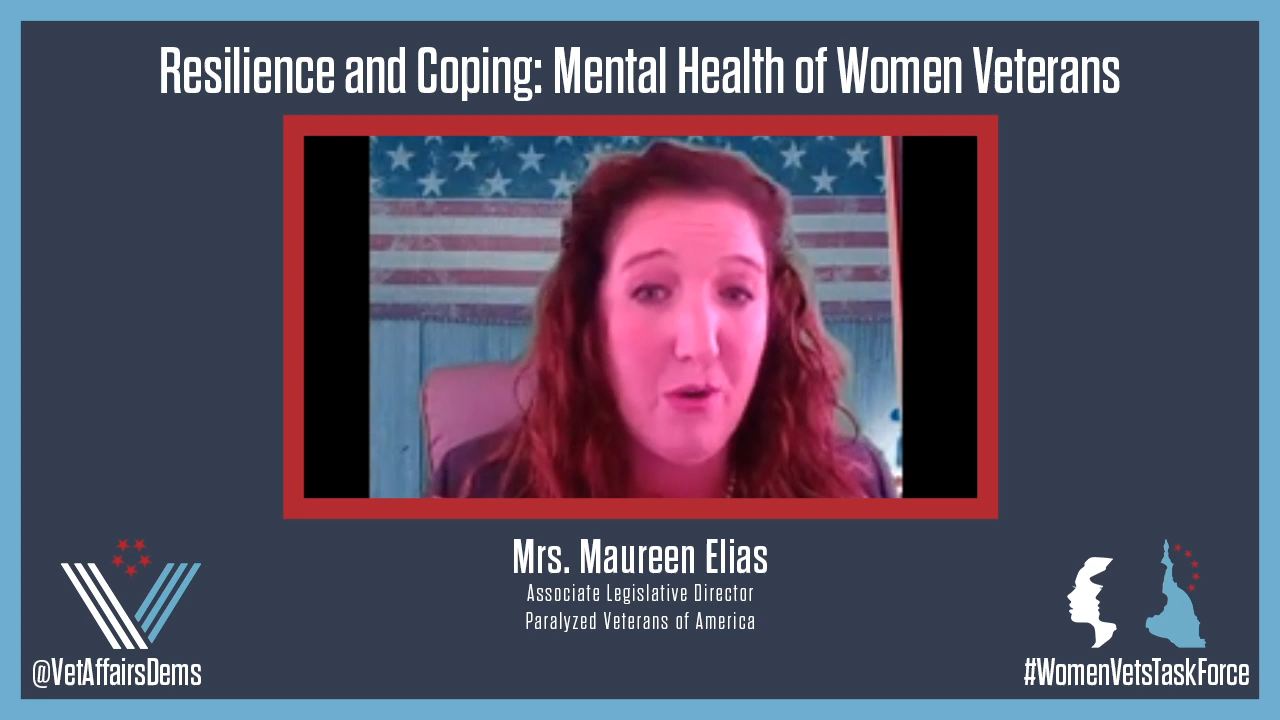 Resilience and Coping: Mental Health of Women Veterans
Mrs. Maureen Elias
Associate Legislative Director
Paralyzed Veterans of America
@VetAffairsDems
#WomenVetsTaskForce